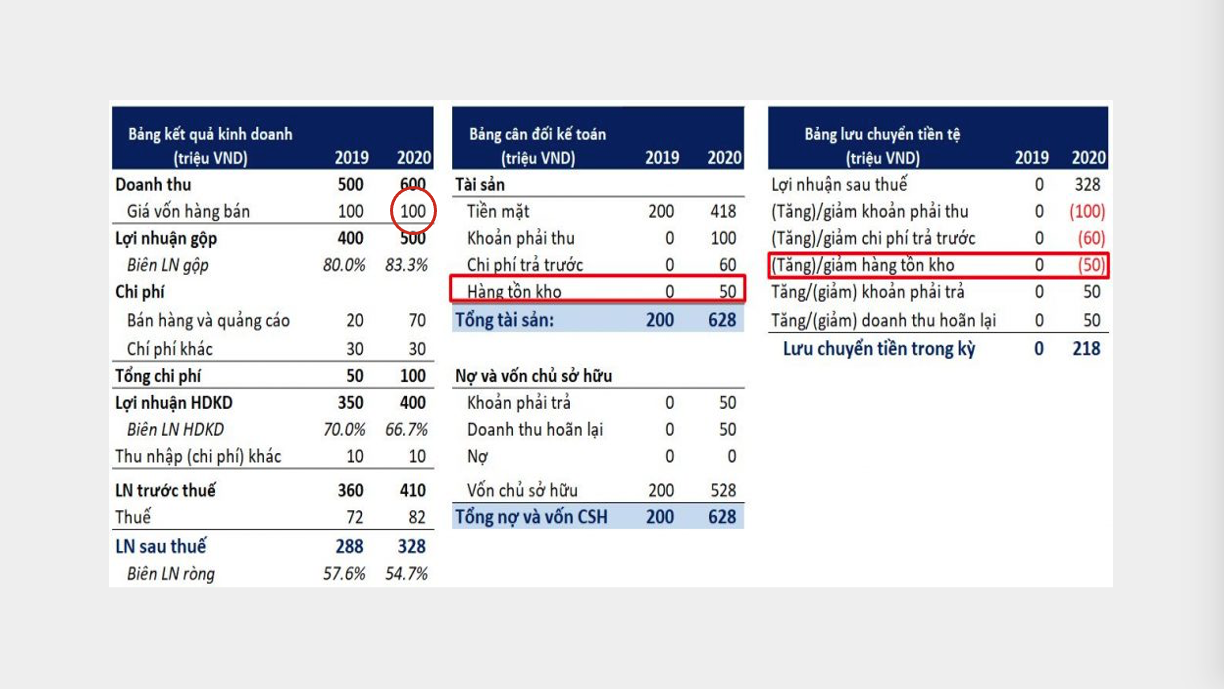 Bảng kết quả kinh doanh
(triệu VND) 2019 2020
Doanh thu 500 600
Giá vốn hàng bán 100 100
Lợi nhuận gộp 400 500
Biên LN gộp 80.0% 83.3%
Chi phí
Bán hàng và quảng cáo 20 70
Chí phí khác 30 30
Tổng chi phí 50 100
Lợi nhuận HDKD 350 400
Biên LN HDKD 70.0% 66.7%
Thu nhập (chi phí) khác 10 10
LN trước thuế 360 410
Thuế 72 82
LN sau thuế 288 328
Biên LN ròng 57.6% 54.7%
Bảng cân đối kế toán
(triệu VND) 2019 2020
Tài sản
Tiền mặt 200 418
Khoản phải thu 0 100
Chi phí trả trước 0 60
Hàng tồn kho 0 50
Tổng tài sản: 200 628
Nợ và vốn chủ sở hữu
Khoản phải trả 0 50
Doanh thu hoãn lại 0 50
Nợ 0 0
Vốn chủ sở hữu 200 528
Tổng nợ và vốn CSH 200 628
Bảng lưu chuyển tiền tệ
(triệu VND) 2019 2020
Lợi nhuận sau thuế 0 328
(Tăng)/giảm khoản phải thu 0 (100)
(Tăng)/giảm chi phí trả trước 0 (60)
(Tăng)/giảm hàng tồn kho 0 (50)
Tăng/(giảm) khoản phải trả 0 50
Tăng/(giảm) doanh thu hoãn lại 0 50
Lưu chuyển tiền trong kỳ 0 218